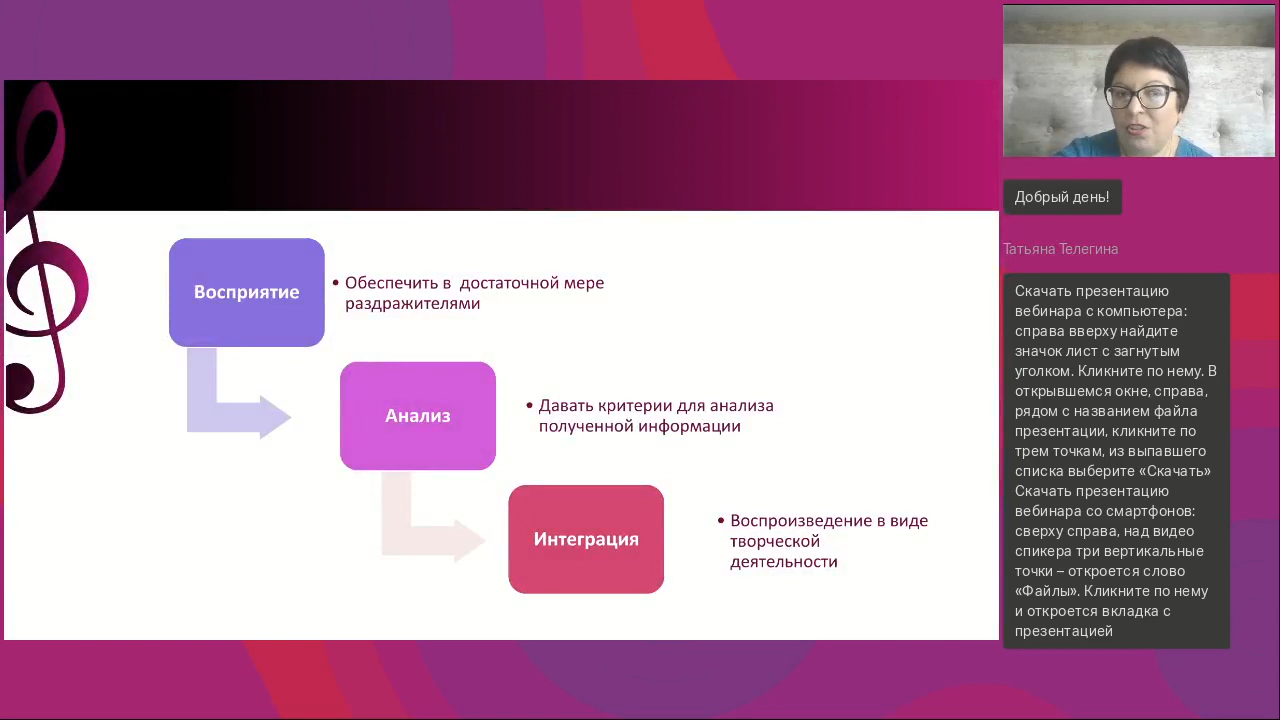 Восприятие
• Обеспечить в  достаточной мере
раздражителями
Анализ
• Давать критерии для анализа
полученной информации
Интеграция
• Воспроизведение в виде
творческой
деятельности
Добрый день!
Татьяна Телегина
Скачать презентацию
вебинара с компьютера:
справа вверху найдите
значок лист с загнутым
уголком. Кликните по нему. В
открывшемся окне, справа,
рядом с названием файла
презентации, кликните по
трем точкам, из выпавшего
списка выберите «Скачать»
Скачать презентацию
вебинара со смартфонов:
сверху справа, над видео
спикера три вертикальные
точки – откроется слово
«Файлы». Кликните по нему
и откроется вкладка с
презентацией